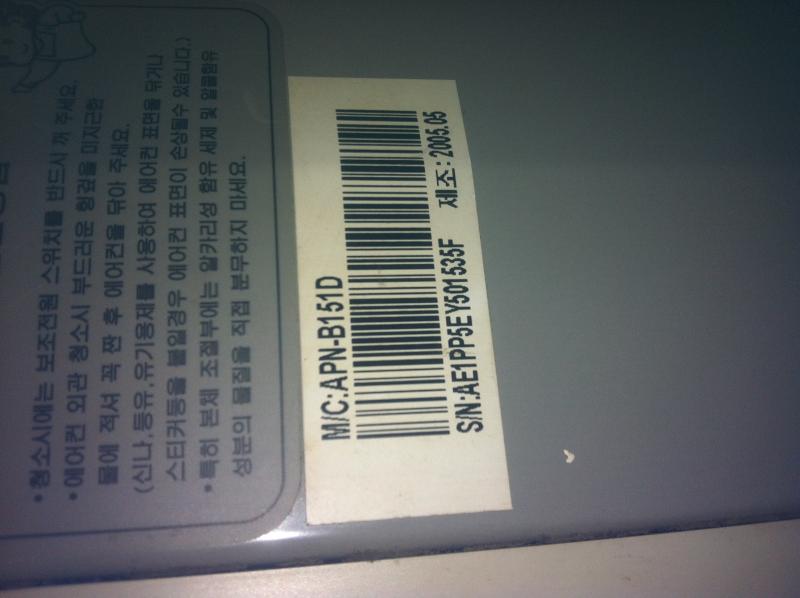 •청소시에는 보조전원 스위치를 반드시 꺼 주세요.
•에어컨 외관 청소시 부드러운 헝겊을 미지근한
물에 적셔 꼭 짠 후 에어컨을 닦아 주세요.
(신나,등유,유기용제를 사용하여 에어컨 표면을 닦거나
스티커등을 붙일경우 에어컨 표면이 손상될수 있습니다.)
•특히 본체 조절부에는 알카리성 함유 세제 및 알콜함유
성분의 물질을 직접 분무하지 마세요.
M/C:APN-B151D
S/N:AE1PP5EY501535F 제조: 2005.05